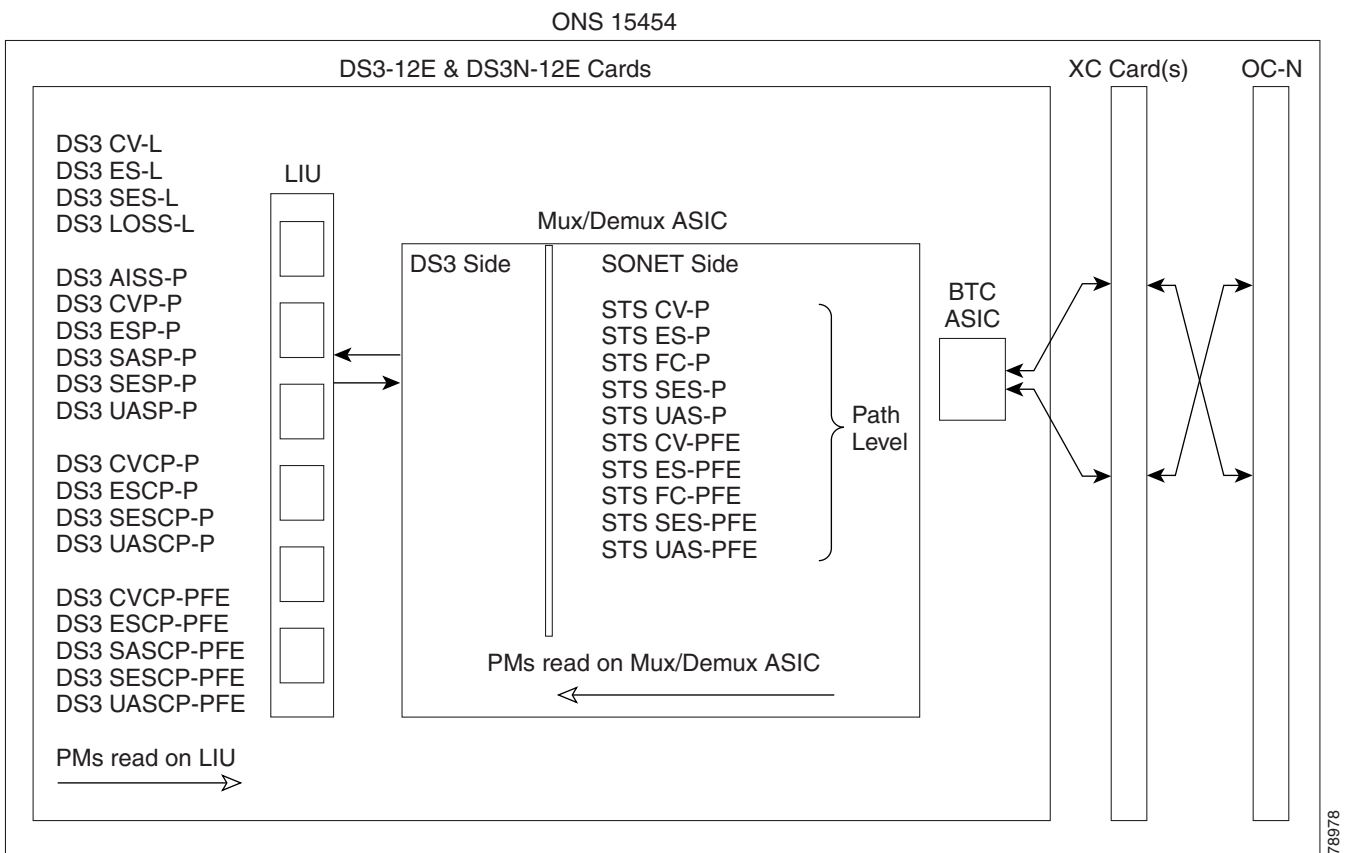 ONS 15454
DS3-12E & DS3N-12E Cards
XC Card(s)
OC-N
DS3 CV-L
DS3 ES-L
DS3 SES-L
DS3 LOSS-L
DS3 AISS-P
DS3 CVP-P
DS3 ESP-P
DS3 SASP-P
DS3 SESP-P
DS3 UASP-P
DS3 CVCP-P
DS3 ESCP-P
DS3 SESCP-P
DS3 UASCP-P
DS3 CVCP-PFE
DS3 ESCP-PFE
DS3 SASCP-PFE
DS3 SESCP-PFE
DS3 UASCP-PFE
PMs read on LIU
LIU
Mux/Demux ASIC
DS3 Side
SONET Side
STS CV-P
STS ES-P
STS FC-P
STS SES-P
STS UAS-P
STS CV-PFE
STS ES-PFE
STS FC-PFE
STS SES-PFE
STS UAS-PFE
Path
Level
PMs read on Mux/Demux ASIC
BTC
ASIC
78978